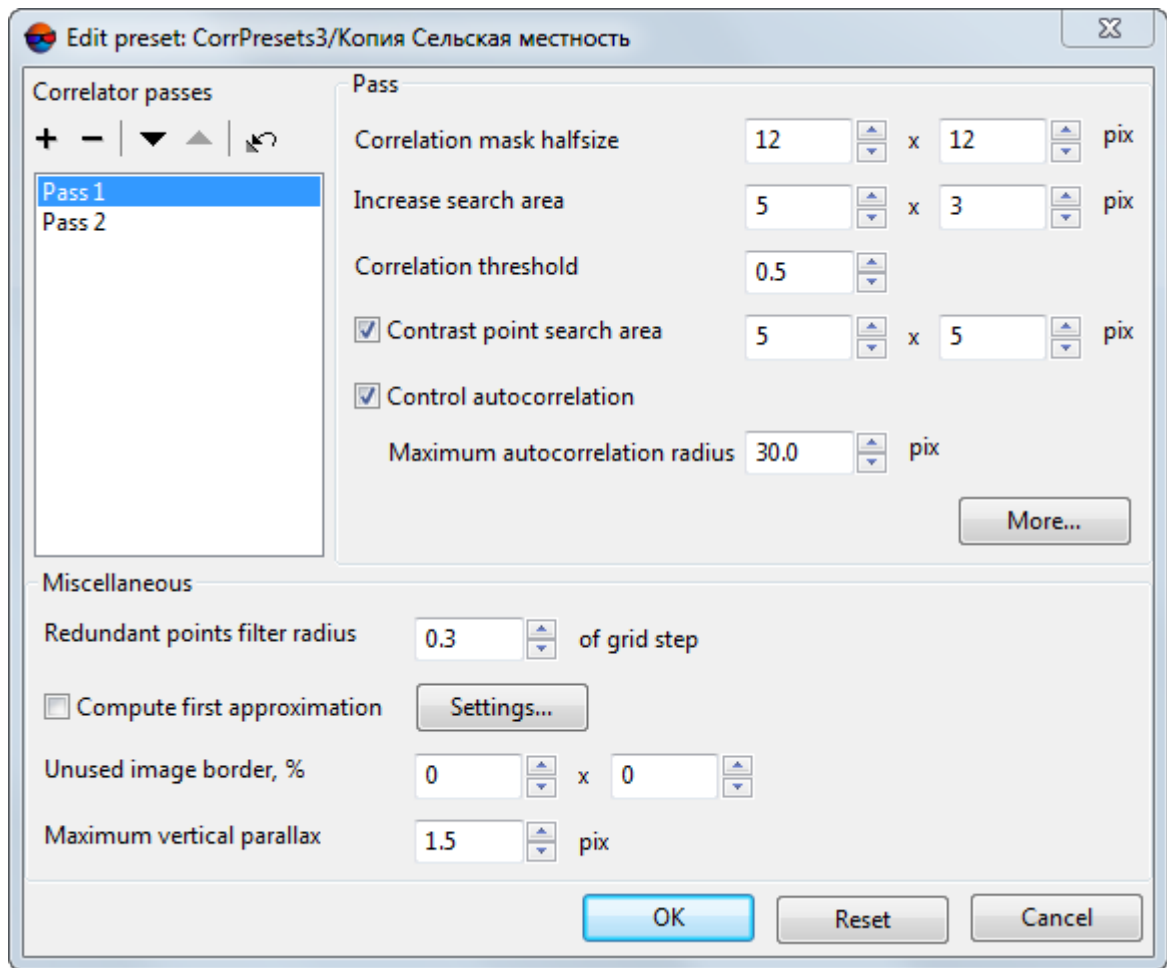 Edit preset: CorrPresets3/Копия Сельская местность
Correlator passes
Pass 1
Pass 2
Pass
Correlation mask halfsize 12 x 12 pix
Increase search area 5 x 3 pix
Correlation threshold 0.5
Contrast point search area 5 x 5 pix
Control autocorrelation
Maximum autocorrelation radius 30.0 pix
More...
Miscellaneous
Redundant points filter radius 0.3 of grid step
Compute first approximation Settings...
Unused image border, % 0 x 0
Maximum vertical parallax 1.5 pix
OK Reset Cancel